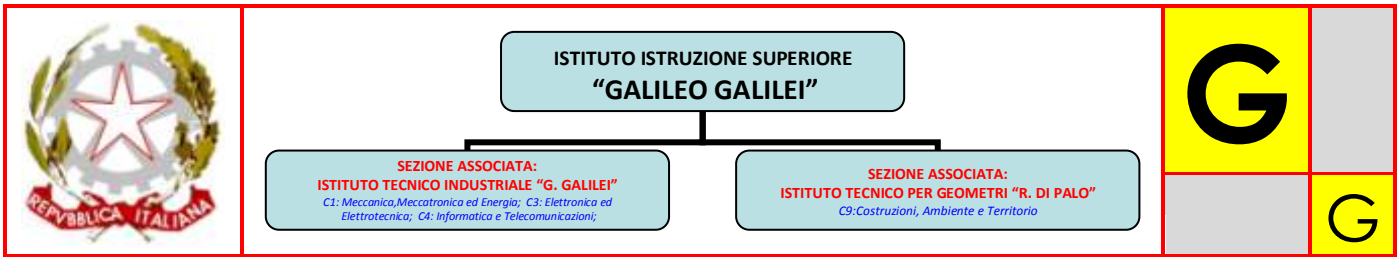 REPVBBLICA ITALIANA
ISTITUTO ISTRUZIONE SUPERIORE
“GALILEO GALILEI”
SEZIONE ASSOCIATA:
ISTITUTO TECNICO INDUSTRIALE “G. GALILEI”
C1: Meccanica,Meccatronica ed Energia; C3: Elettronica ed
Elettrotecnica; C4: Informatica e Telecomunicazioni;
SEZIONE ASSOCIATA:
ISTITUTO TECNICO PER GEOMETRI “R. DI PALO”
C9:Costruzioni, Ambiente e Territorio
G
G